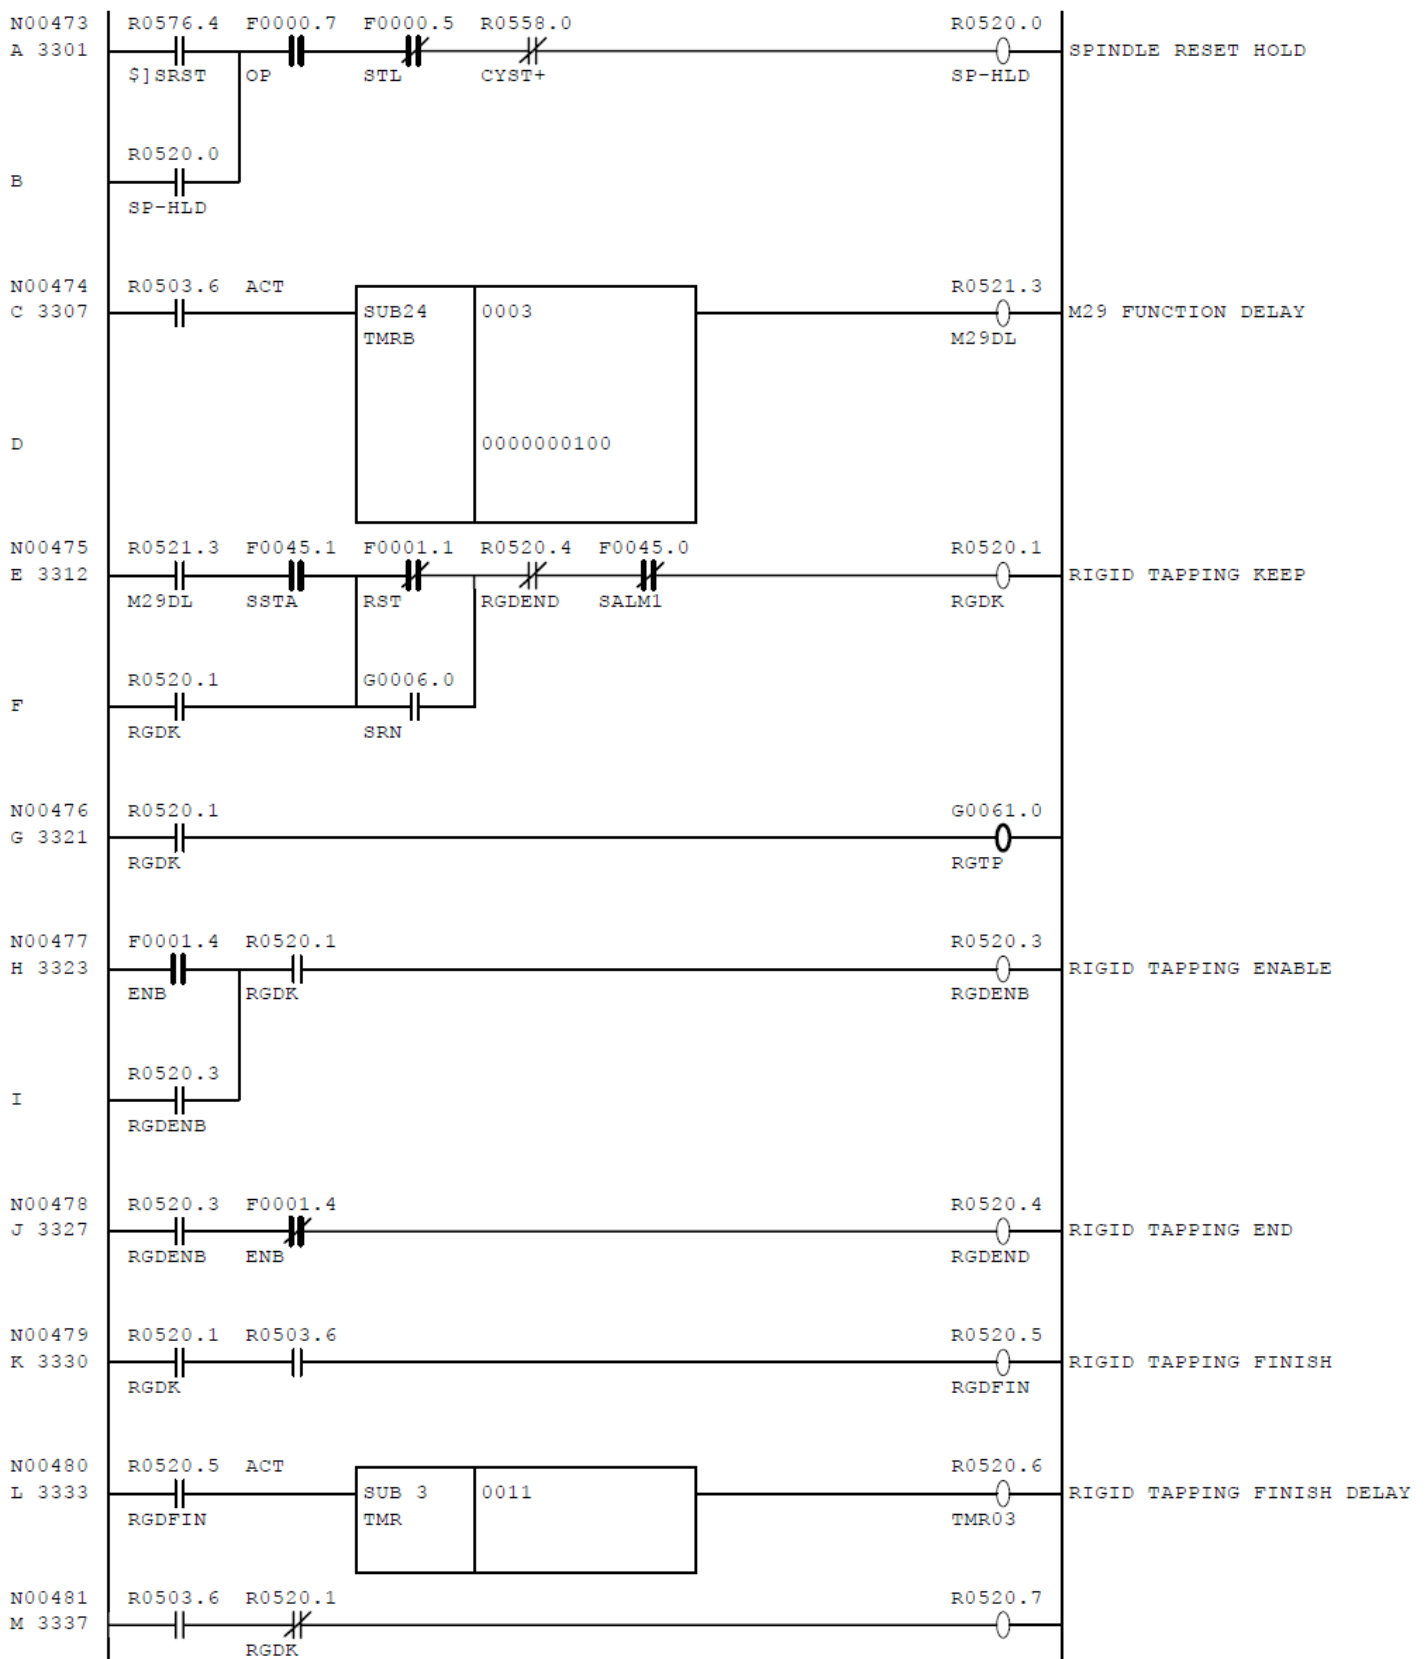 N00473 R0576.4 F0000.7 F0000.5 R0558.0 R0520.0
A 3301 SPINDLE RESET HOLD
$]SRST OP STL CYST+ SP-HLD
R0520.0
B
SP-HLD
N00474 R0503.6 ACT R0521.3
C 3307 SUB24 0003 M29 FUNCTION DELAY
TMRB M29DL
D 0000000100
N00475 R0521.3 F0045.1 F0001.1 R0520.4 F0045.0 R0520.1
E 3312 RIGID TAPPING KEEP
M29DL SSTA RST RGDEND SALM1 RGDK
R0520.1 G0006.0
F
RGDK SRN
N00476 R0520.1 G0061.0
G 3321
RGDK RGTP
N00477 F0001.4 R0520.1 R0520.3
H 3323 RIGID TAPPING ENABLE
ENB RGDK RGDENB
R0520.3
I
RGDENB
N00478 R0520.3 F0001.4 R0520.4
J 3327 RIGID TAPPING END
RGDENB ENB RGDEND
N00479 R0520.1 R0503.6 R0520.5
K 3330 RIGID TAPPING FINISH
RGDK RGDFIN
N00480 R0520.5 ACT R0520.6
L 3333 SUB 3 0011 RIGID TAPPING FINISH DELAY
RGDFIN TMR TMR03
N00481 R0503.6 R0520.1 R0520.7
M 3337
RGDK